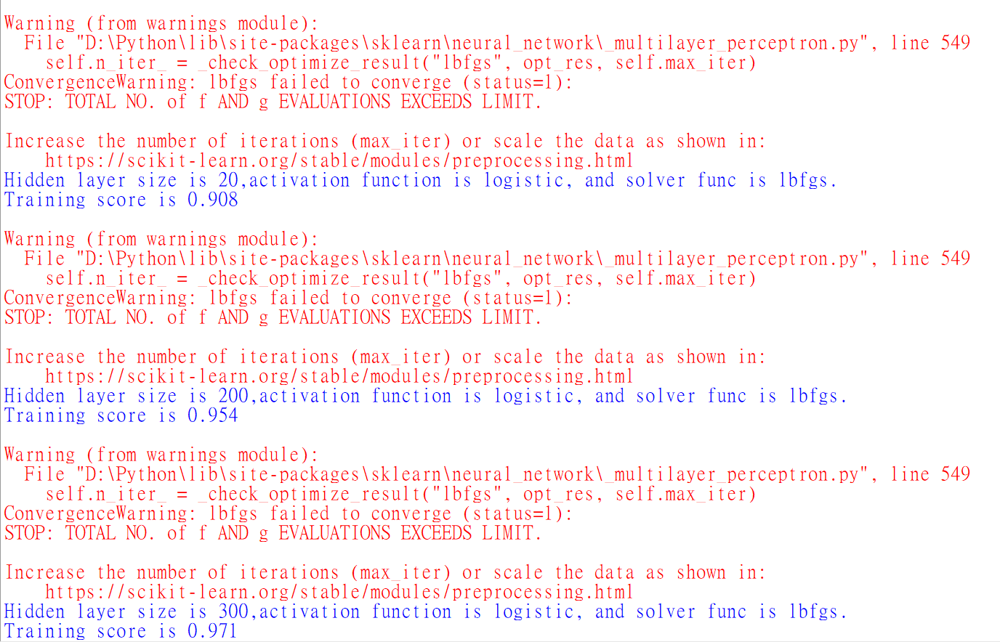 Warning (from warnings module):
  File "D:\Python\lib\site-packages\sklearn\neural_network\_multilayer_perceptron.py", line 549
    self.n_iter_ = _check_optimize_result("lbfgs", opt_res, self.max_iter)
ConvergenceWarning: lbfgs failed to converge (status=1):
STOP: TOTAL NO. of f AND g EVALUATIONS EXCEEDS LIMIT.

Increase the number of iterations (max_iter) or scale the data as shown in:
    https://scikit-learn.org/stable/modules/preprocessing.html
Hidden layer size is 20,activation function is logistic, and solver func is lbfgs.
Training score is 0.908

Warning (from warnings module):
  File "D:\Python\lib\site-packages\sklearn\neural_network\_multilayer_perceptron.py", line 549
    self.n_iter_ = _check_optimize_result("lbfgs", opt_res, self.max_iter)
ConvergenceWarning: lbfgs failed to converge (status=1):
STOP: TOTAL NO. of f AND g EVALUATIONS EXCEEDS LIMIT.

Increase the number of iterations (max_iter) or scale the data as shown in:
    https://scikit-learn.org/stable/modules/preprocessing.html
Hidden layer size is 200,activation function is logistic, and solver func is lbfgs.
Training score is 0.954

Warning (from warnings module):
  File "D:\Python\lib\site-packages\sklearn\neural_network\_multilayer_perceptron.py", line 549
    self.n_iter_ = _check_optimize_result("lbfgs", opt_res, self.max_iter)
ConvergenceWarning: lbfgs failed to converge (status=1):
STOP: TOTAL NO. of f AND g EVALUATIONS EXCEEDS LIMIT.

Increase the number of iterations (max_iter) or scale the data as shown in:
    https://scikit-learn.org/stable/modules/preprocessing.html
Hidden layer size is 300,activation function is logistic, and solver func is lbfgs.
Training score is 0.971